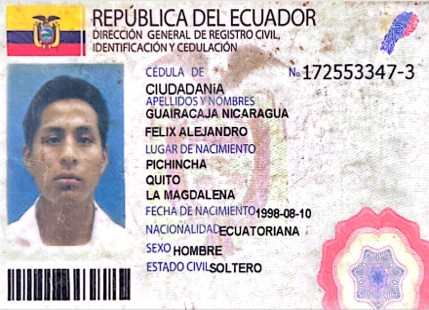 REPÚBLICA DEL ECUADOR
DIRECCIÓN GENERAL DE REGISTRO CIVIL,
IDENTIFICACIÓN Y CEDULACIÓN
CÉDULA DE No 172553347-3
CIUDADANíA
APELLIDOS Y NOMBRES
GUAIRACAJA NICARAGUA
FELIX ALEJANDRO
LUGAR DE NACIMIENTO
PICHINCHA
QUITO
LA MAGDALENA
FECHA DE NACIMIENTO 1998-08-10
NACIONALIDAD ECUATORIANA
SEXO HOMBRE
ESTADO CIVIL SOLTERO